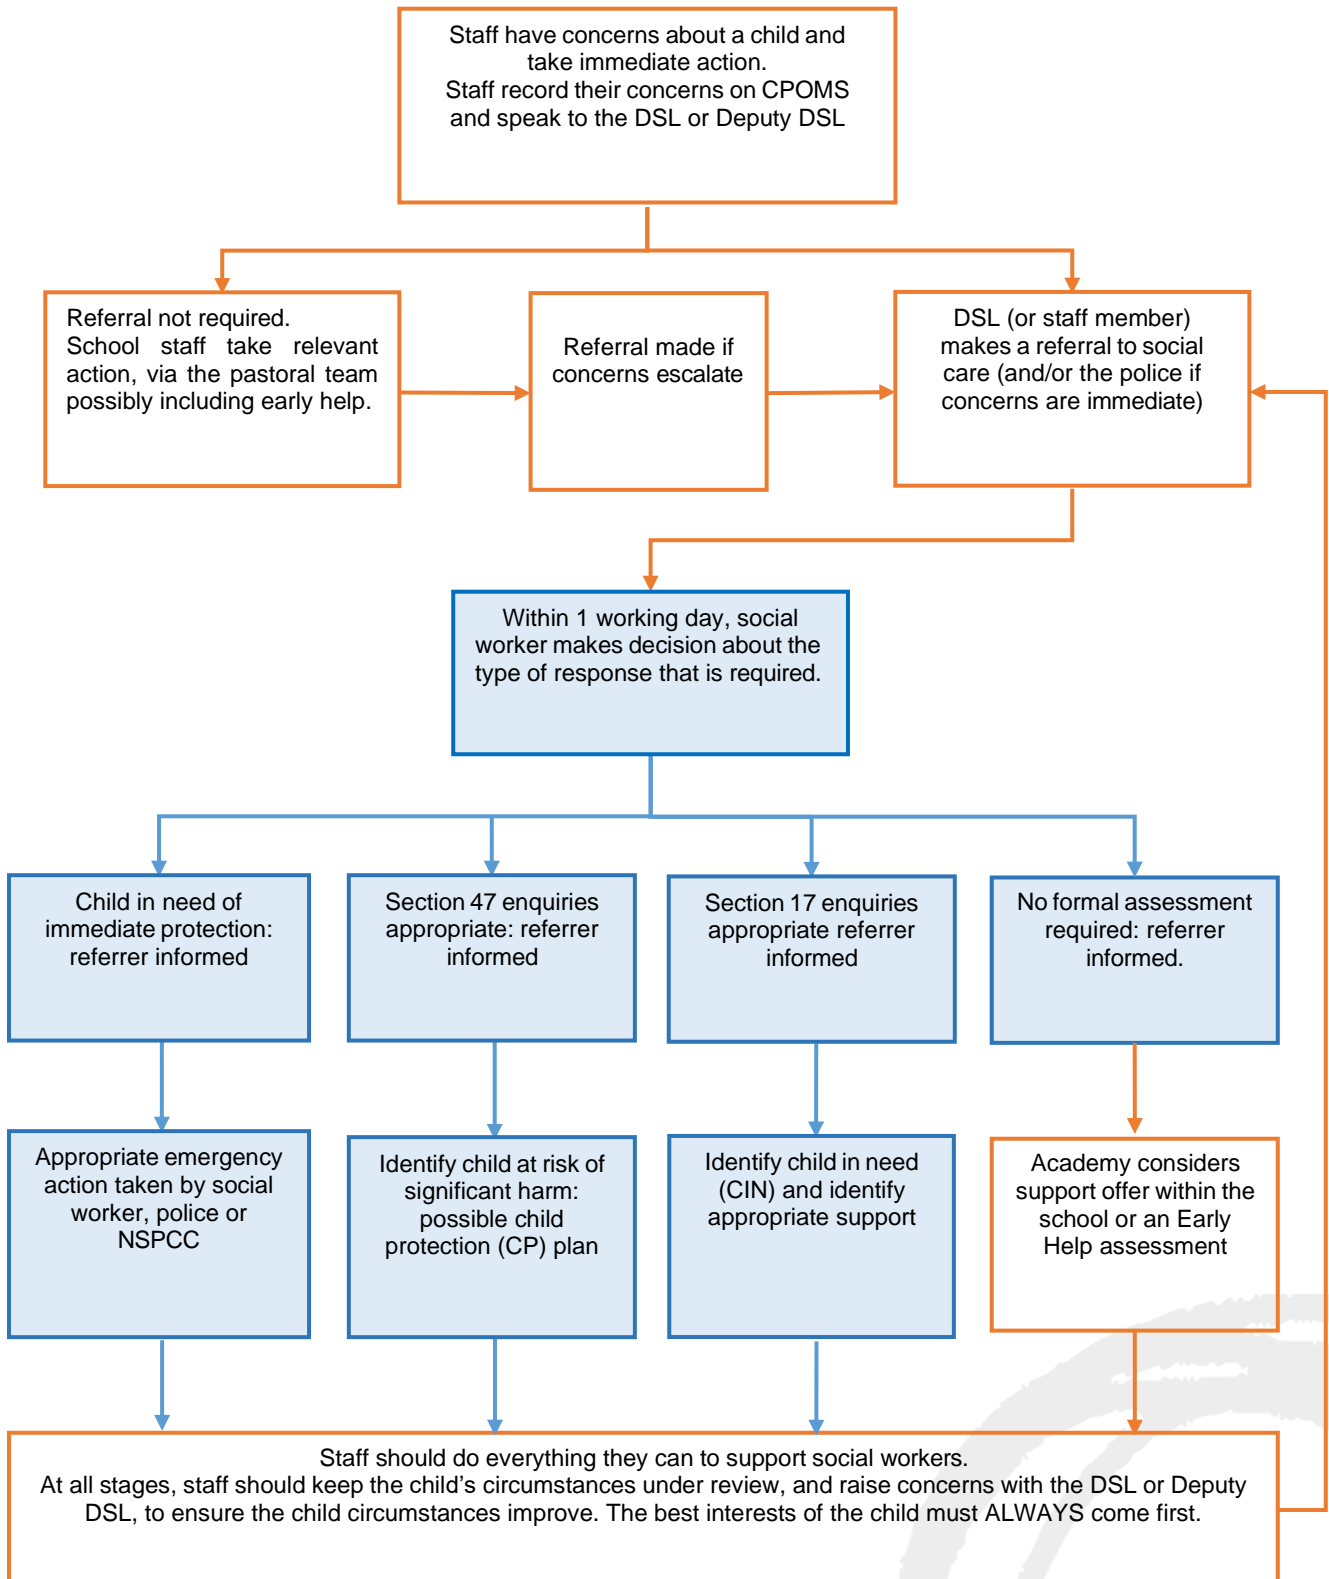 Staff have concerns about a child and
take immediate action.
Staff record their concerns on CPOMS
and speak to the DSL or Deputy DSL
Referral not required.
School staff take relevant
action, via the pastoral team
possibly including early help.
Referral made if
concerns escalate
DSL (or staff member)
makes a referral to social
care (and/or the police if
concerns are immediate)
Within 1 working day, social
worker makes decision about the
type of response that is required.
Child in need of
immediate protection:
referrer informed
Section 47 enquiries
appropriate: referrer
informed
Section 17 enquiries
appropriate referrer
informed
No formal assessment
required: referrer
informed.
Appropriate emergency
action taken by social
worker, police or
NSPCC
Identify child at risk of
significant harm:
possible child
protection (CP) plan
Identify child in need
(CIN) and identify
appropriate support
Academy considers
support offer within the
school or an Early
Help assessment
Staff should do everything they can to support social workers.
At all stages, staff should keep the child’s circumstances under review, and raise concerns with the DSL or Deputy
DSL, to ensure the child circumstances improve. The best interests of the child must ALWAYS come first.